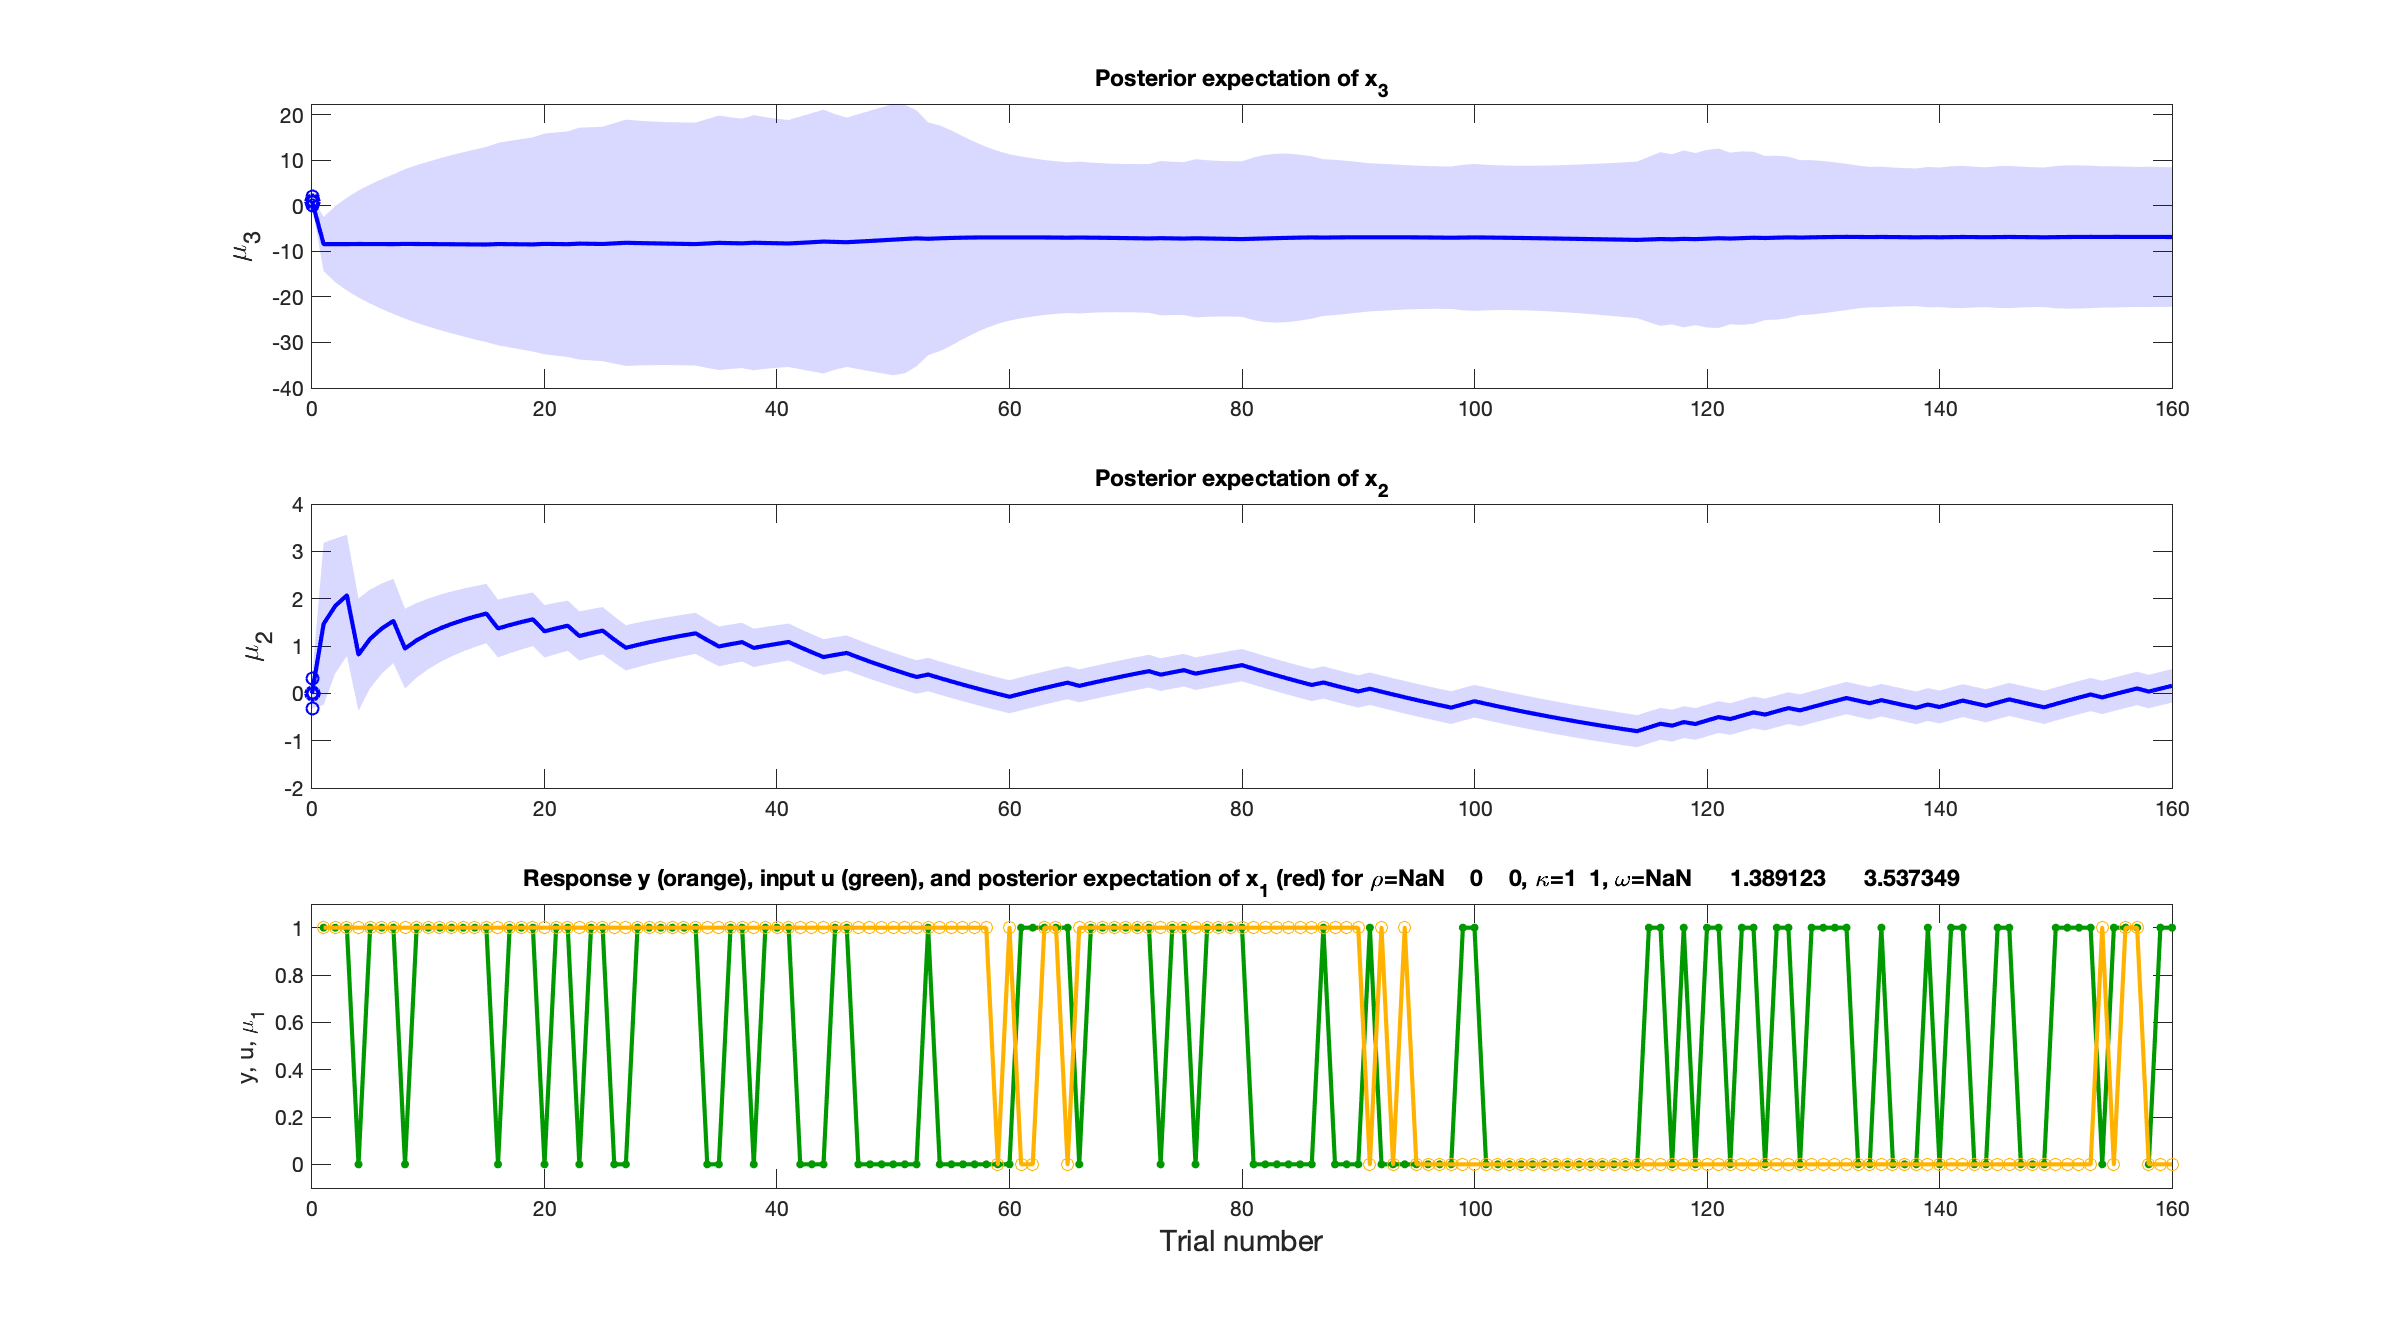 Posterior expectation of x3
μ3
20
10
0
-10
-20
-30
-40
0 20 40 60 80 100 120 140 160
Posterior expectation of x2
μ2
4
3
2
1
0
-1
-2
0 20 40 60 80 100 120 140 160
Response y (orange), input u (green), and posterior expectation of x1 (red) for ρ=NaN 0 0, κ=1 1, ω=NaN 1.389123 3.537349
y, u, μ1
1
0.8
0.6
0.4
0.2
0
0 20 40 60 80 100 120 140 160
Trial number